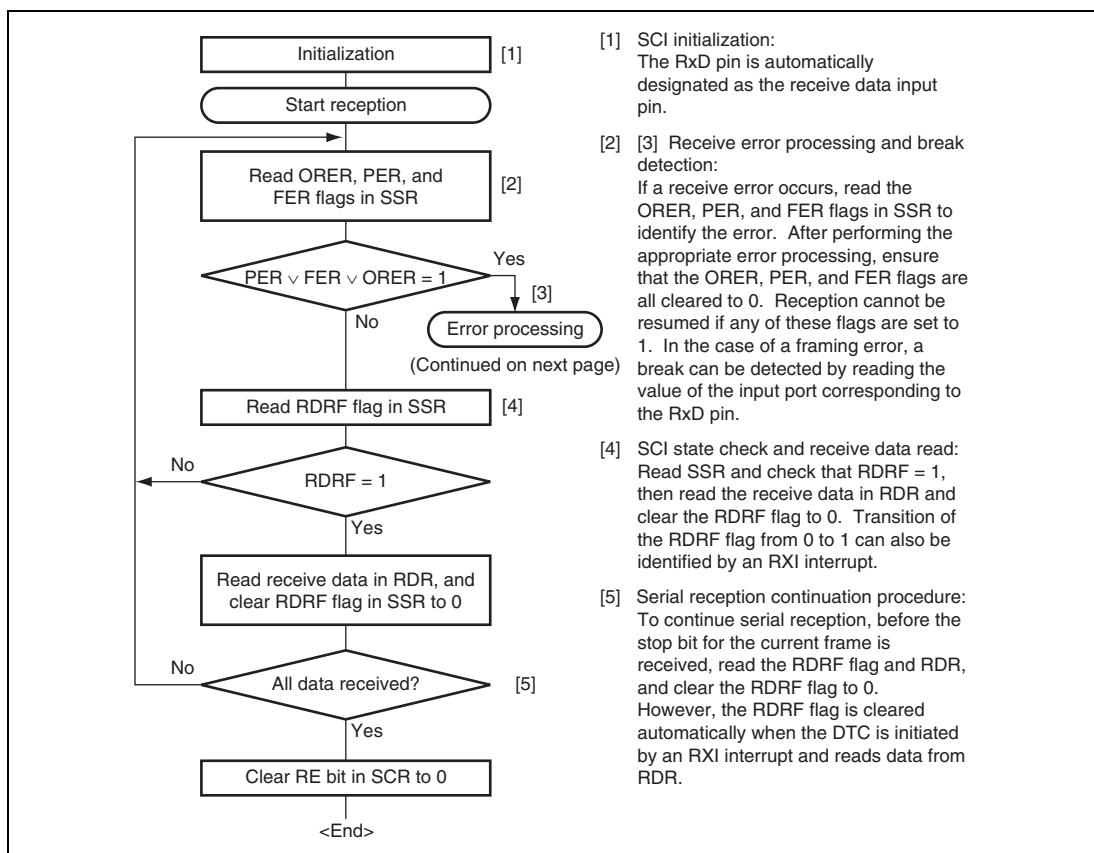 Initialization
[1]
Start reception
Read ORER, PER, and
FER flags in SSR
[2]
PER ∨ FER ∨ ORER = 1
Yes
[3]
No
Error processing
(Continued on next page)
Read RDRF flag in SSR
[4]
No
RDRF = 1
Yes
Read receive data in RDR, and
clear RDRF flag in SSR to 0
No
All data received?
[5]
Yes
Clear RE bit in SCR to 0
<End>
[1] SCI initialization:
The RxD pin is automatically
designated as the receive data input
pin.
[2] [3] Receive error processing and break
detection:
If a receive error occurs, read the
ORER, PER, and FER flags in SSR to
identify the error. After performing the
appropriate error processing, ensure
that the ORER, PER, and FER flags are
all cleared to 0. Reception cannot be
resumed if any of these flags are set to
1. In the case of a framing error, a
break can be detected by reading the
value of the input port corresponding to
the RxD pin.
[4] SCI state check and receive data read:
Read SSR and check that RDRF = 1,
then read the receive data in RDR and
clear the RDRF flag to 0. Transition of
the RDRF flag from 0 to 1 can also be
identified by an RXI interrupt.
[5] Serial reception continuation procedure:
To continue serial reception, before the
stop bit for the current frame is
received, read the RDRF flag and RDR,
and clear the RDRF flag to 0.
However, the RDRF flag is cleared
automatically when the DTC is initiated
by an RXI interrupt and reads data from
RDR.